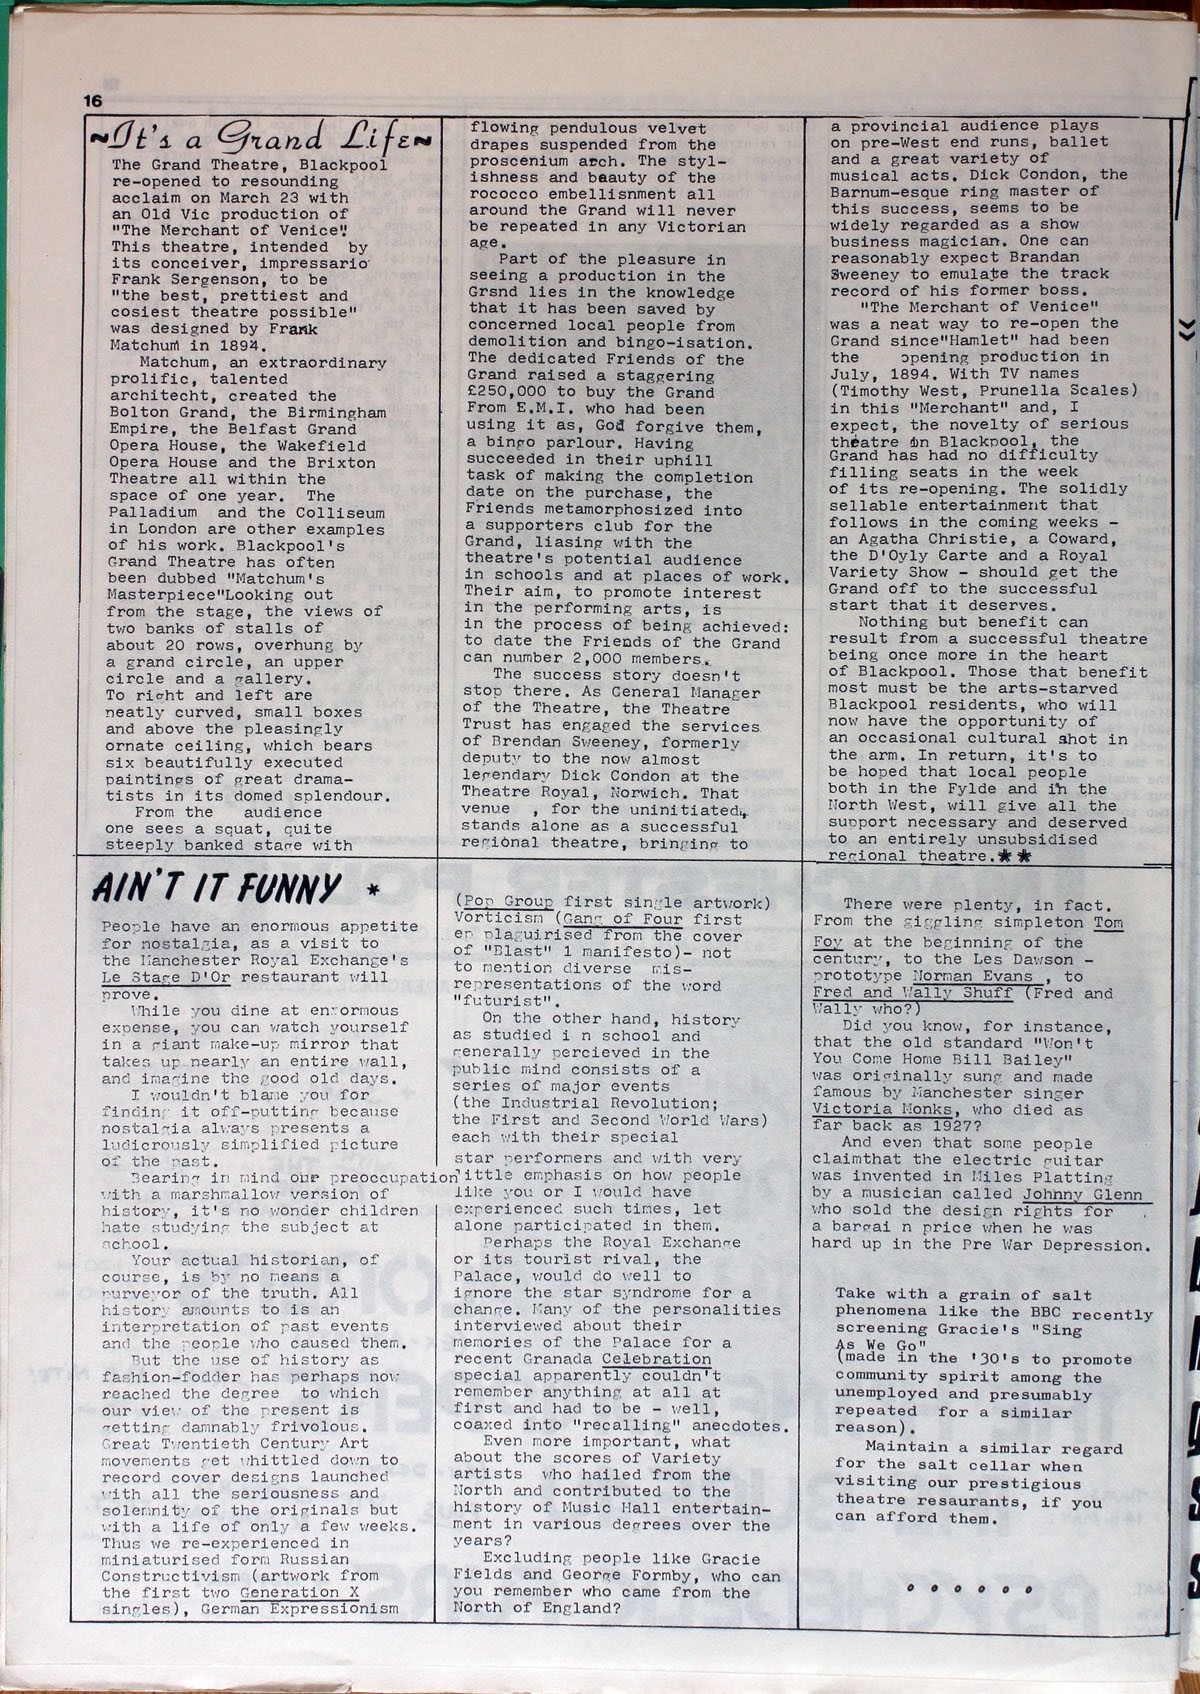 16
~It's a Grand Life~
The Grand Theatre, Blackpool
re-opened to resounding
acclaim on March 23 with
an Old Vic production of
"The Merchant of Venice".
This theatre, intended by
its conceiver, impressario
Frank Sergenson, to be
"the best, prettiest and
cosiest theatre possible"
was designed by Frank
Matchum in 1894.
Matchum, an extraordinary
prolific, talented
architecht, created the
Bolton Grand, the Birmingham
Empire, the Belfast Grand
Opera House, the Wakefield
Opera House and the Brixton
Theatre all within the
space of one year. The
Palladium and the Colliseum
in London are other examples
of his work. Blackpool's
Grand Theatre has often
been dubbed "Matchum's
Masterpiece"Looking out
from the stage, the views of
two banks of stalls of
about 20 rows, overhung by
a grand circle, an upper
circle and a gallery.
To right and left are
neatly curved, small boxes
and above the pleasingly
ornate ceiling, which bears
six beautifully executed
paintings of great drama-
tists in its domed splendour.
From the audience
one sees a squat, quite
steeply banked stage with
flowing pendulous velvet
drapes suspended from the
proscenium arch. The styl-
ishness and beauty of the
rococco embellisnment all
around the Grand will never
be repeated in any Victorian
age.
Part of the pleasure in
seeing a production in the
Grsnd lies in the knowledge
that it has been saved by
concerned local people from
demolition and bingo-isation.
The dedicated Friends of the
Grand raised a staggering
£250,000 to buy the Grand
From E.M.I. who had been
using it as, God forgive them,
a bingo parlour. Having
succeeded in their uphill
task of making the completion
date on the purchase, the
Friends metamorphosized into
a supporters club for the
Grand, liasing with the
theatre's potential audience
in schools and at places of work.
Their aim, to promote interest
in the performing arts, is
in the process of being achieved:
to date the Friends of the Grand
can number 2,000 members.
The success story doesn't
stop there. As General Manager
of the Theatre, the Theatre
Trust has engaged the services
of Brendan Sweeney, formerly
deputy to the now almost
legendary Dick Condon at the
Theatre Royal, Norwich. That
venue , for the uninitiated,
stands alone as a successful
regional theatre, bringing to
a provincial audience plays
on pre-West end runs, ballet
and a great variety of
musical acts. Dick Condon, the
Barnum-esque ring master of
this success, seems to be
widely regarded as a show
business magician. One can
reasonably expect Brandan
Sweeney to emulate the track
record of his former boss.
"The Merchant of Venice"
was a neat way to re-open the
Grand since"Hamlet" had been
the opening production in
July, 1894. With TV names
(Timothy West, Prunella Scales)
in this "Merchant" and, I
expect, the novelty of serious
theatre in Blackpool, the
Grand has had no difficulty
filling seats in the week
of its re-opening. The solidly
sellable entertainment that
follows in the coming weeks -
an Agatha Christie, a Coward,
the D'Oyly Carte and a Royal
Variety Show - should get the
Grand off to the successful
start that it deserves.
Nothing but benefit can
result from a successful theatre
being once more in the heart
of Blackpool. Those that benefit
most must be the arts-starved
Blackpool residents, who will
now have the opportunity of
an occasional cultural shot in
the arm. In return, it's to
be hoped that local people
both in the Fylde and in the
North West, will give all the
support necessary and deserved
to an entirely unsubsidised
regional theatre.**
AIN'T IT FUNNY *
People have an enormous appetite
for nostalgia, as a visit to
the Manchester Royal Exchange's
Le Stage D'Or restaurant will
prove.
While you dine at enormous
expense, you can watch yourself
in a giant make-up mirror that
takes up nearly an entire wall,
and imagine the good old days.
I wouldn't blame you for
finding it off-putting because
nostalgia always presents a
ludicrously simplified picture
of the past.
Bearing in mind our preoccupation
with a marshmallow version of
history, it's no wonder children
hate studying the subject at
school.
Your actual historian, of
course, is by no means a
purveyor of the truth. All
history amounts to is an
interpretation of past events
and the people who caused them.
But the use of history as
fashion-fodder has perhaps now
reached the degree to which
our view of the present is
getting damnably frivolous.
Great Twentieth Century Art
movements get whittled down to
record cover designs launched
with all the seriousness and
solemnity of the originals but
with a life of only a few weeks.
Thus we re-experienced in
miniaturised form Russian
Constructivism (artwork from
the first two Generation X
singles), German Expressionism
(Pop Group first single artwork)
Vorticism (Gang of Four first
ep plaguirised from the cover
of "Blast" 1 manifesto)- not
to mention diverse mis-
representations of the word
"futurist".
On the other hand, history
as studied i n school and
generally percieved in the
public mind consists of a
series of major events
(the Industrial Revolution;
the First and Second World Wars)
each with their special
star performers and with very
little emphasis on how people
like you or I would have
experienced such times, let
alone participated in them.
Perhaps the Royal Exchange
or its tourist rival, the
Palace, would do well to
ignore the star syndrome for a
change. Many of the personalities
interviewed about their
memories of the Palace for a
recent Granada Celebration
special apparently couldn't
remember anything at all at
first and had to be - well,
coaxed into "recalling" anecdotes.
Even more important, what
about the scores of Variety
artists who hailed from the
North and contributed to the
history of Music Hall entertain-
ment in various degrees over the
years?
Excluding people like Gracie
Fields and George Formby, who can
you remember who came from the
North of England?
There were plenty, in fact.
From the giggling simpleton Tom
Foy at the beginning of the
century, to the Les Dawson -
prototype Norman Evans , to
Fred and Wally Shuff (Fred and
Wally who?)
Did you know, for instance,
that the old standard "Won't
You Come Home Bill Bailey"
was originally sung and made
famous by Manchester singer
Victoria Monks, who died as
far back as 1927?
And even that some people
claimthat the electric guitar
was invented in Miles Platting
by a musician called Johnny Glenn
who sold the design rights for
a bargai n price when he was
hard up in the Pre War Depression.
Take with a grain of salt
phenomena like the BBC recently
screening Gracie's "Sing
As We Go"
(made in the '30's to promote
community spirit among the
unemployed and presumably
repeated for a similar
reason).
Maintain a similar regard
for the salt cellar when
visiting our prestigious
theatre resaurants, if you
can afford them.